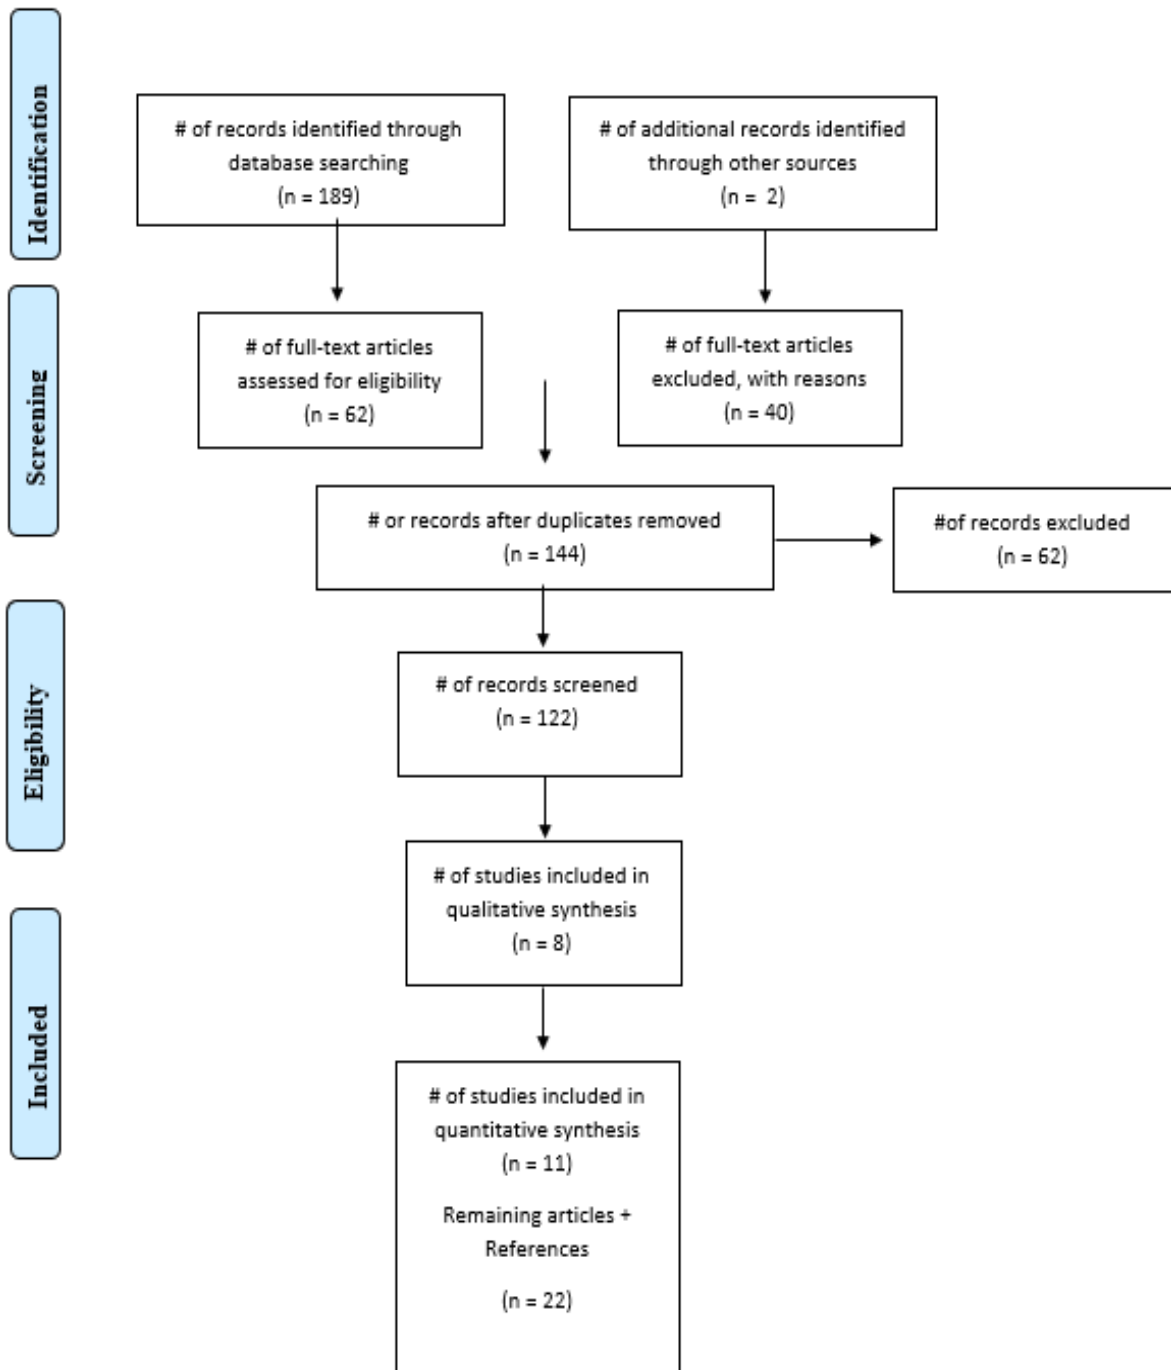 Identification
# of records identified through
database searching
(n = 189)
# of additional records identified
through other sources
(n =  2)
Screening
# of full-text articles
assessed for eligibility
(n = 62)
# of full-text articles
excluded, with reasons
(n = 40)
# or records after duplicates removed
(n = 144)
#of records excluded
(n = 62)
Eligibility
# of records screened
(n = 122)
# of studies included in
qualitative synthesis
(n = 8)
Included
# of studies included in
quantitative synthesis
(n = 11)
Remaining articles +
References
(n = 22)